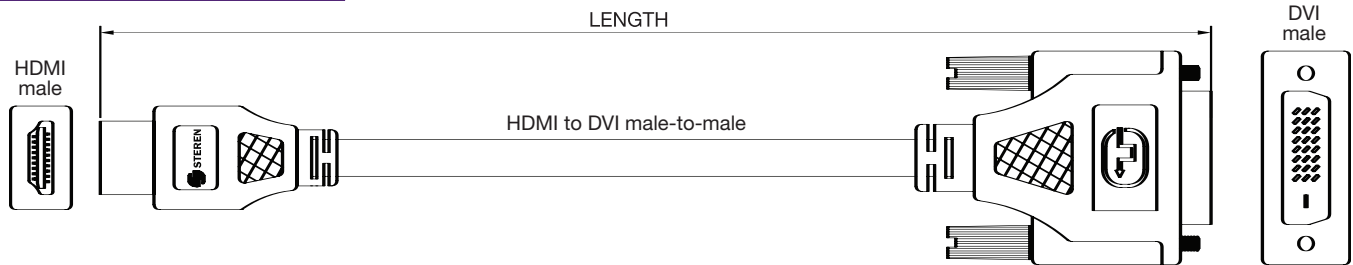 LENGTH
DVI
male
HDMI
male
HDMI to DVI male-to-male
STEREN